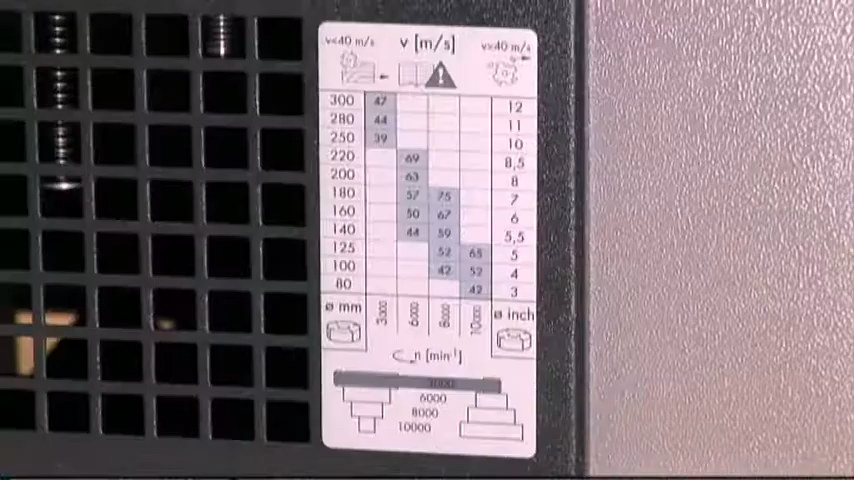 v<40 m/s v [m/s] v>40 m/s
300 47 12
280 44 11
250 39 10
220 69 8,5
200 63 8
180 57 75 7
160 50 67 6
140 44 59 5,5
125 52 65 5
100 42 52 4
80 42 3
ø mm 3000 6000 8000 10000 ø inch
n [min⁻¹]
3000
6000
8000
10000